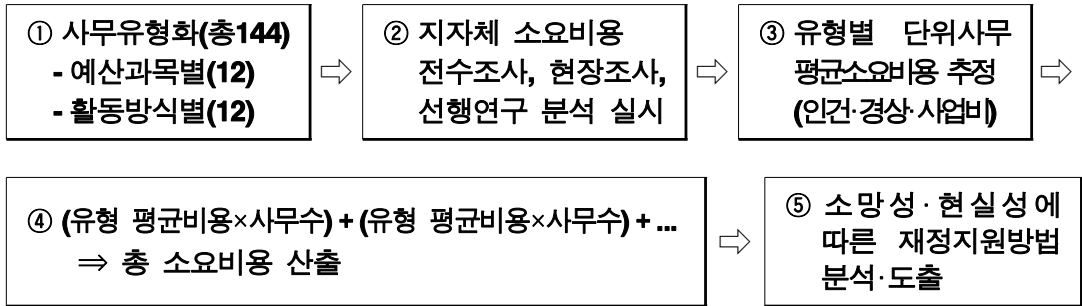 ① 사무유형화(총144)
- 예산과목별(12)
- 활동방식별(12)
② 지자체 소요비용
전수조사, 현장조사,
선행연구 분석 실시
③ 유형별 단위사무
평균소요비용 추정
(인건·경상·사업비)
④ (유형 평균비용×사무수) + (유형 평균비용×사무수) + ...
⇒ 총 소요비용 산출
⑤ 소망성·현실성에
따른 재정지원방법
분석·도출